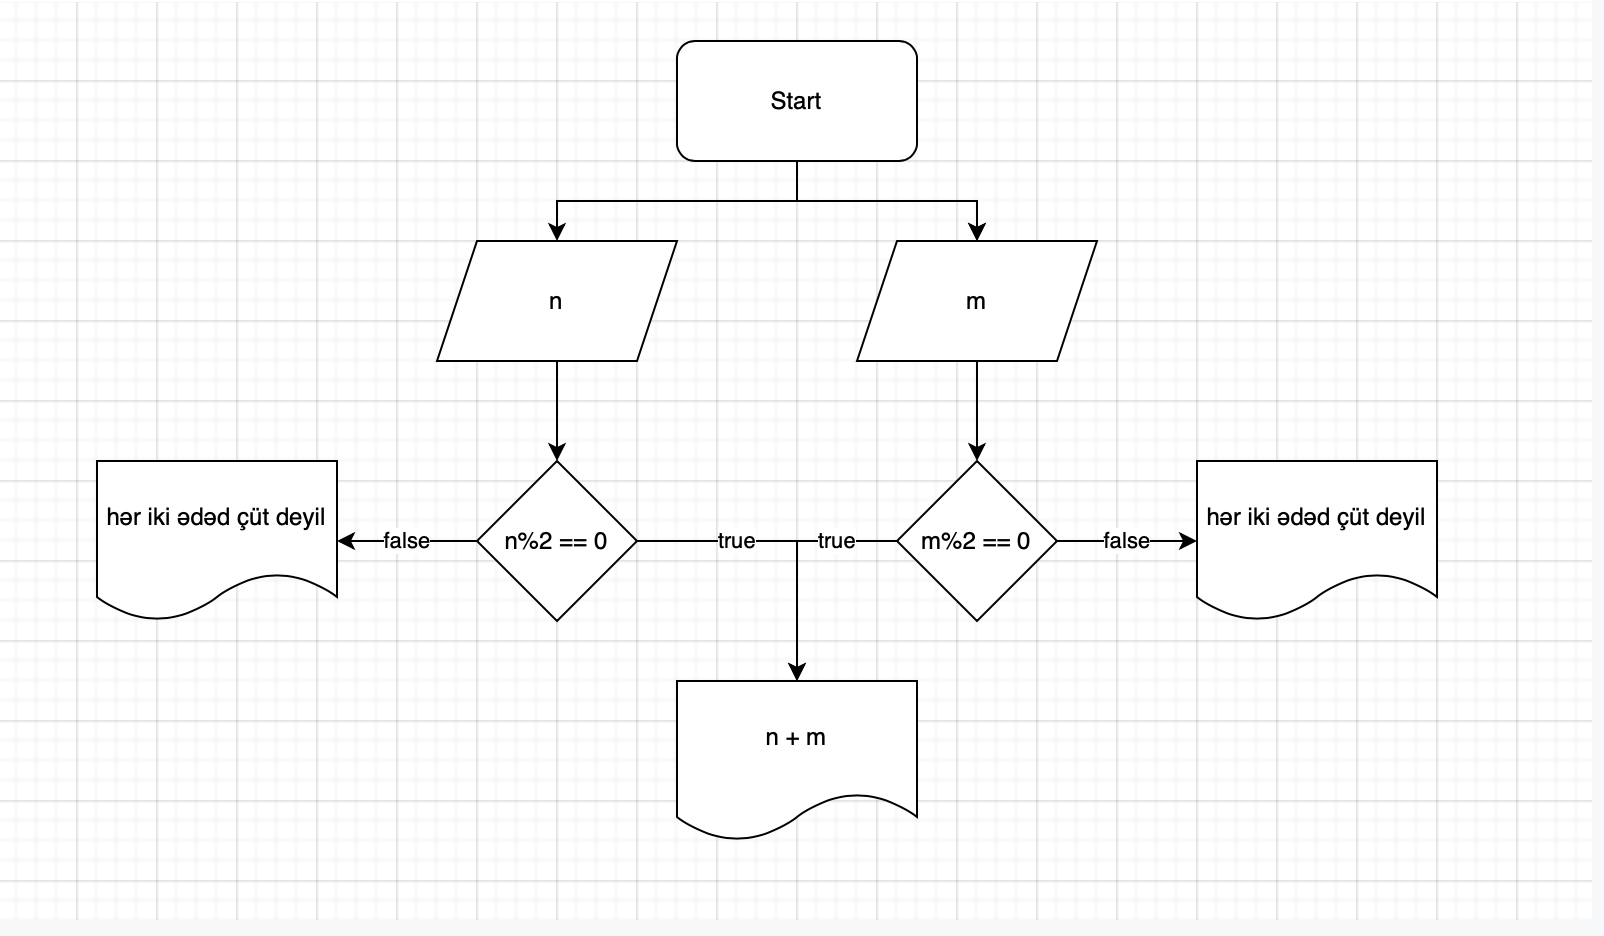 Start
n
m
hər iki ədəd çüt deyil
false
n%2 == 0
true
true
m%2 == 0
false
hər iki ədəd çüt deyil
n + m